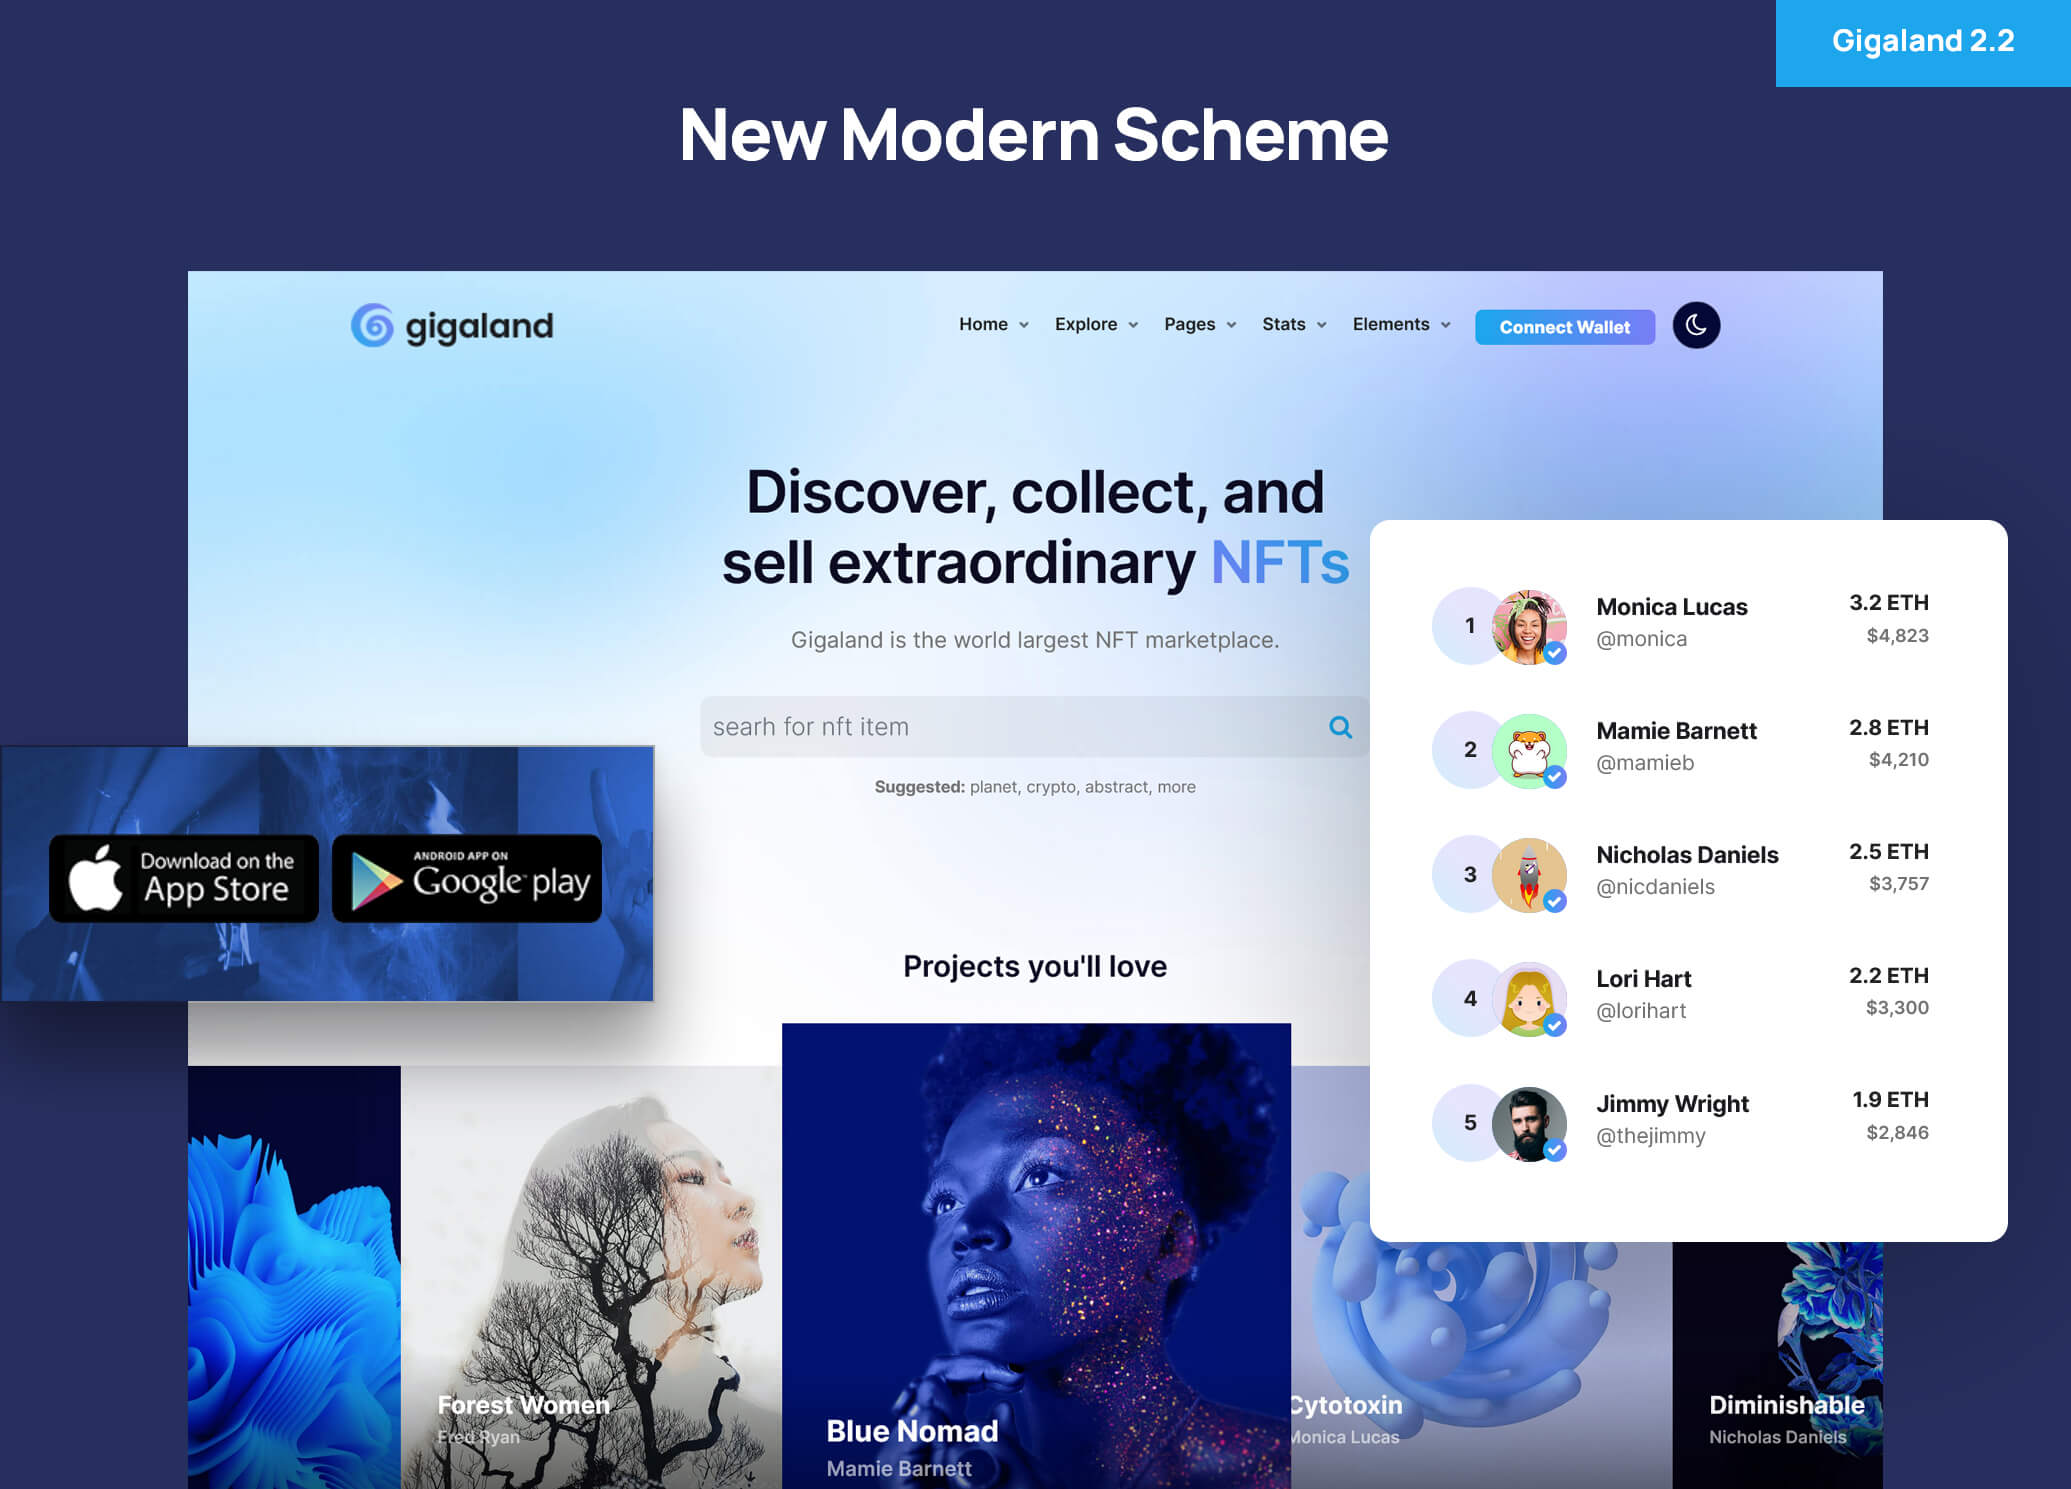 Gigaland 2.2
New Modern Scheme
gigaland
Home
Explore
Pages
Stats
Elements
Connect Wallet
Discover, collect, and
sell extraordinary NFTs
Gigaland is the world largest NFT marketplace.
searh for nft item
Suggested: planet, crypto, abstract, more
Download on the
App Store
ANDROID APP ON
Google play
1
Monica Lucas
@monica
3.2 ETH
$4,823
2
Mamie Barnett
@mamieb
2.8 ETH
$4,210
3
Nicholas Daniels
@nicdaniels
2.5 ETH
$3,757
4
Lori Hart
@lorihart
2.2 ETH
$3,300
5
Jimmy Wright
@thejimmy
1.9 ETH
$2,846
Projects you'll love
Forest Women
Fred Ryan
Blue Nomad
Mamie Barnett
Cytotoxin
Monica Lucas
Diminishable
Nicholas Daniels